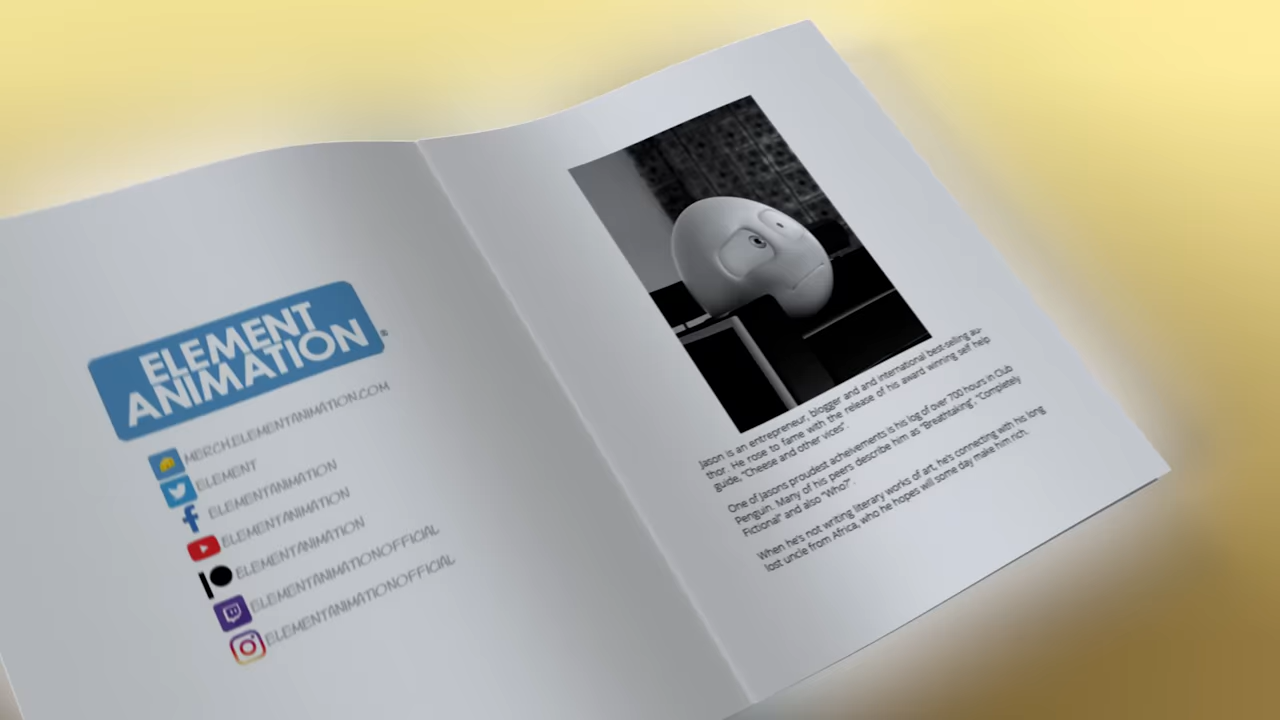 ELEMENT
ANIMATION®
MERCH.ELEMENTANIMATION.COM
ELEMENT
ELEMENTANIMATION
ELEMENTANIMATION
ELEMENTANIMATION
ELEMENTANIMATIONOFFICIAL
ELEMENTANIMATIONOFFICIAL
Jason is an entrepreneur, blogger and and international best-selling au-
thor. He rose to fame with the release of his award winning self help
guide, "Cheese and other vices".
One of Jasons proudest acheivements is his log of over 700 hours in Club
Penguin. Many of his peers describe him as "Breathtaking", "Completely
Fictional" and also "Who?".
When he's not writing literary works of art, he's connecting with his long
lost uncle from Africa, who he hopes will some day make him rich.